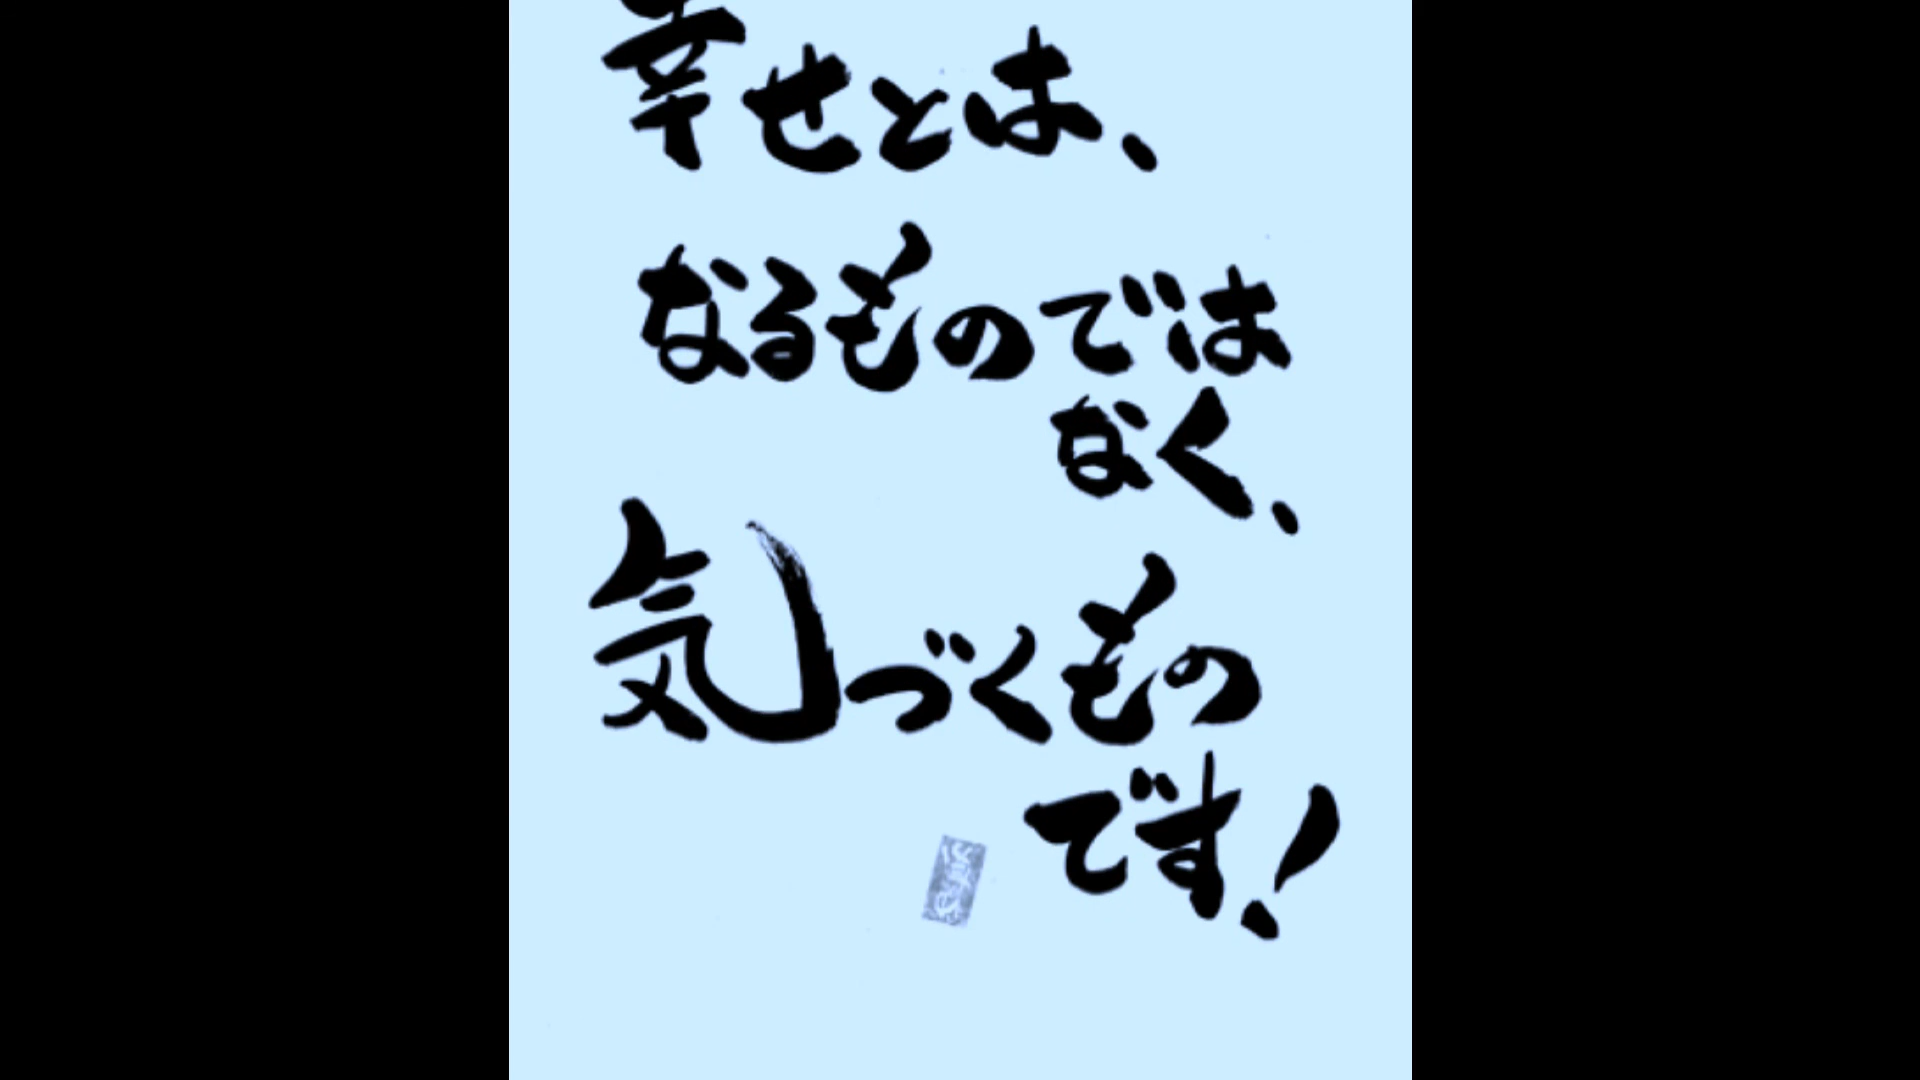 幸せとは、
なるものでは
なく、
気づくもの
です!